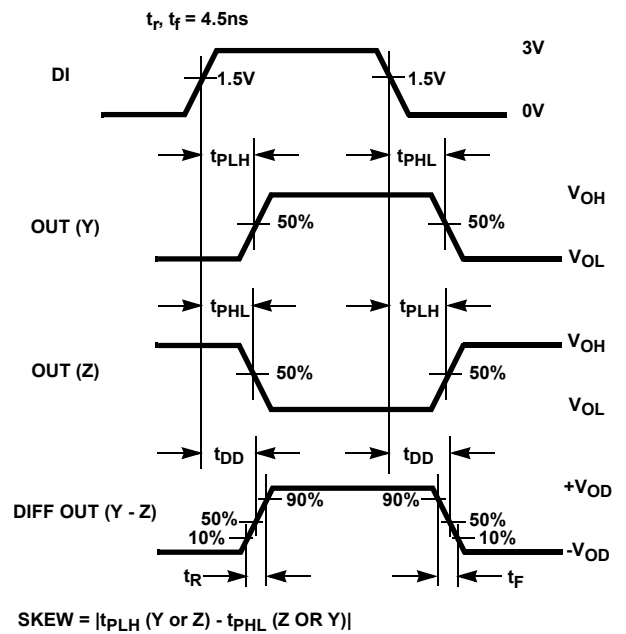 tr, tf = 4.5ns
3V
DI
1.5V
1.5V
0V
tPLH
tPHL
VOH
OUT (Y)
50%
50%
VOL
tPHL
tPLH
VOH
OUT (Z)
50%
50%
VOL
tDD
tDD
+VOD
90%
90%
DIFF OUT (Y - Z)
50%
50%
10%
10%
-VOD
tR
tF
SKEW = |tPLH (Y or Z) - tPHL (Z OR Y)|